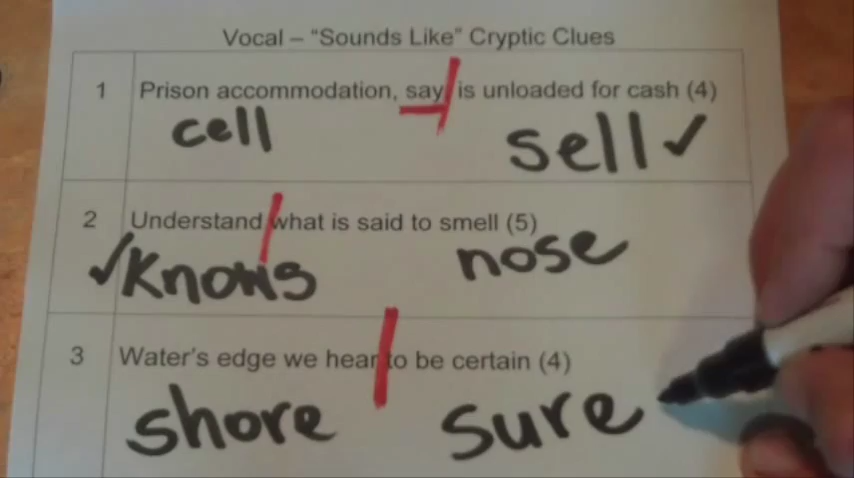 Vocal – “Sounds Like” Cryptic Clues
1 Prison accommodation, say is unloaded for cash (4)
cell sell✓
2 Understand what is said to smell (5)
✓Knows nose
3 Water's edge we hear to be certain (4)
shore sure